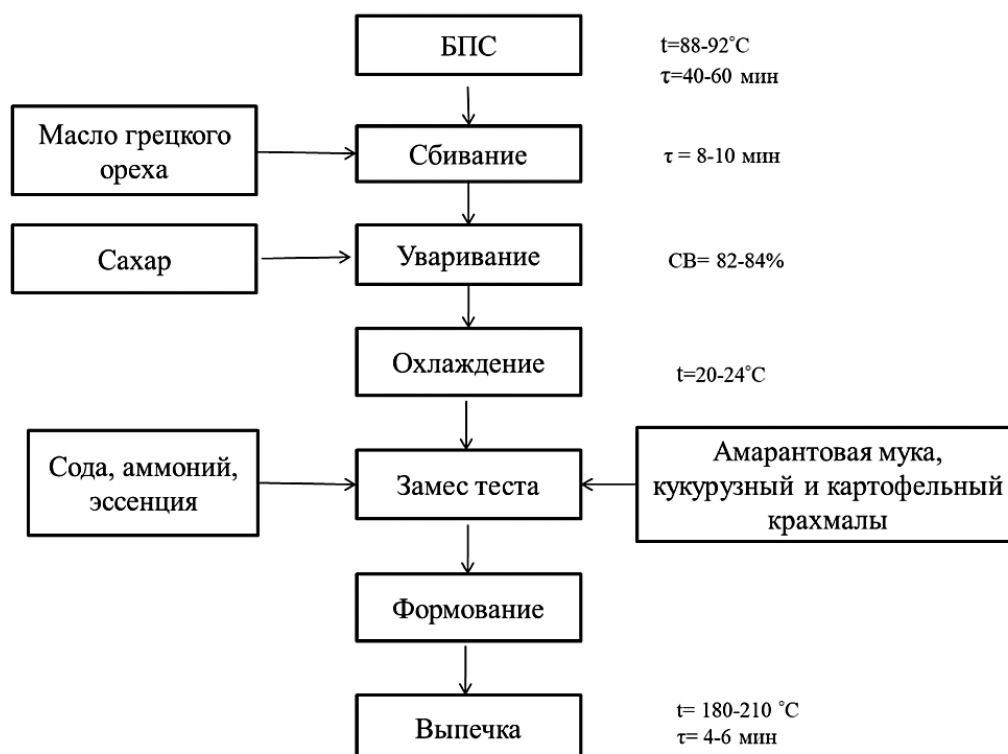 БПС
t=88-92°C
τ=40-60 мин
Масло грецкого
ореха
Сбивание
τ = 8-10 мин
Сахар
Уваривание
СВ= 82-84%
Охлаждение
t=20-24°C
Сода, аммоний,
эссенция
Замес теста
Амарантовая мука,
кукурузный и картофельный
крахмалы
Формование
Выпечка
t= 180-210 °C
τ= 4-6 мин